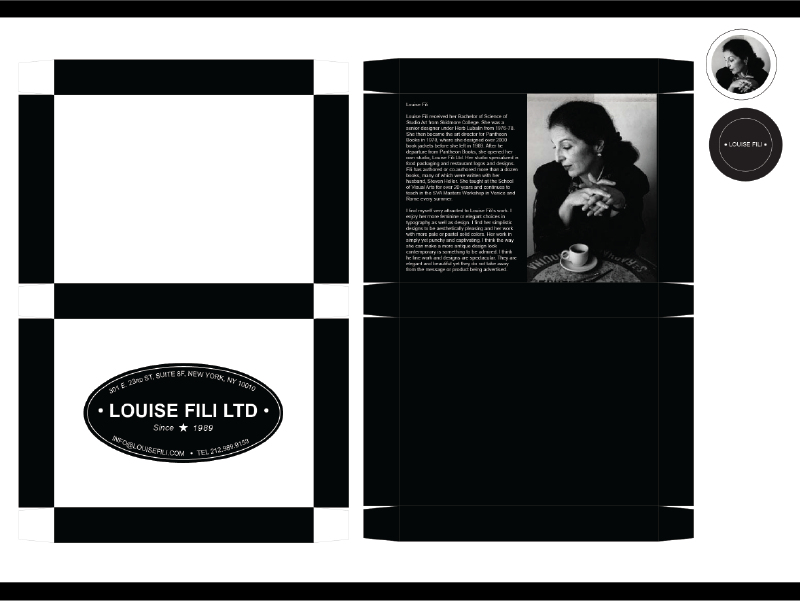 Louise Fili
Louise Fili received her Bachelor of Science of
Studio Art from Skidmore College. She was a
senior designer under Herb Lubalin from 1976-78.
She then became the art director for Pantheon
Books in 1978, where she designed over 2000
book jackets before she left in 1989. After he
departure from Pantheon Books, she opened her
own studio, Louise Fili Ltd. Her studio specialized in
food packaging and restaurant logos and designs.
Fili has authored or co-authored more than a dozen
books, many of which were written with her
husband, Steven Heller. She taught at the School
of Visual Arts for over 20 years and continues to
teach in the SVA Masters Workshop in Venice and
Rome every summer.
I find myself very attracted to Louise Fili's work. I
enjoy her more feminine or elegant choices in
typography as well as design. I find her simplistic
designs to be aesthetically pleasing and her work
with more pale or pastel solid colors. Her work in
simply yet punchy and captivating. I think the way
she can make a more antique design look
contemporary is something to be admired. I think
he line work and designs are spectacular. They are
elegant and beautiful yet they do not take away
from the message or product being advertised.
• LOUISE FILI •
301 E. 23rd ST, SUITE 8F, NEW YORK, NY 10010
• LOUISE FILI LTD •
Since ★ 1989
INFO@LOUISEFILI.COM • TEL 212.989.9153